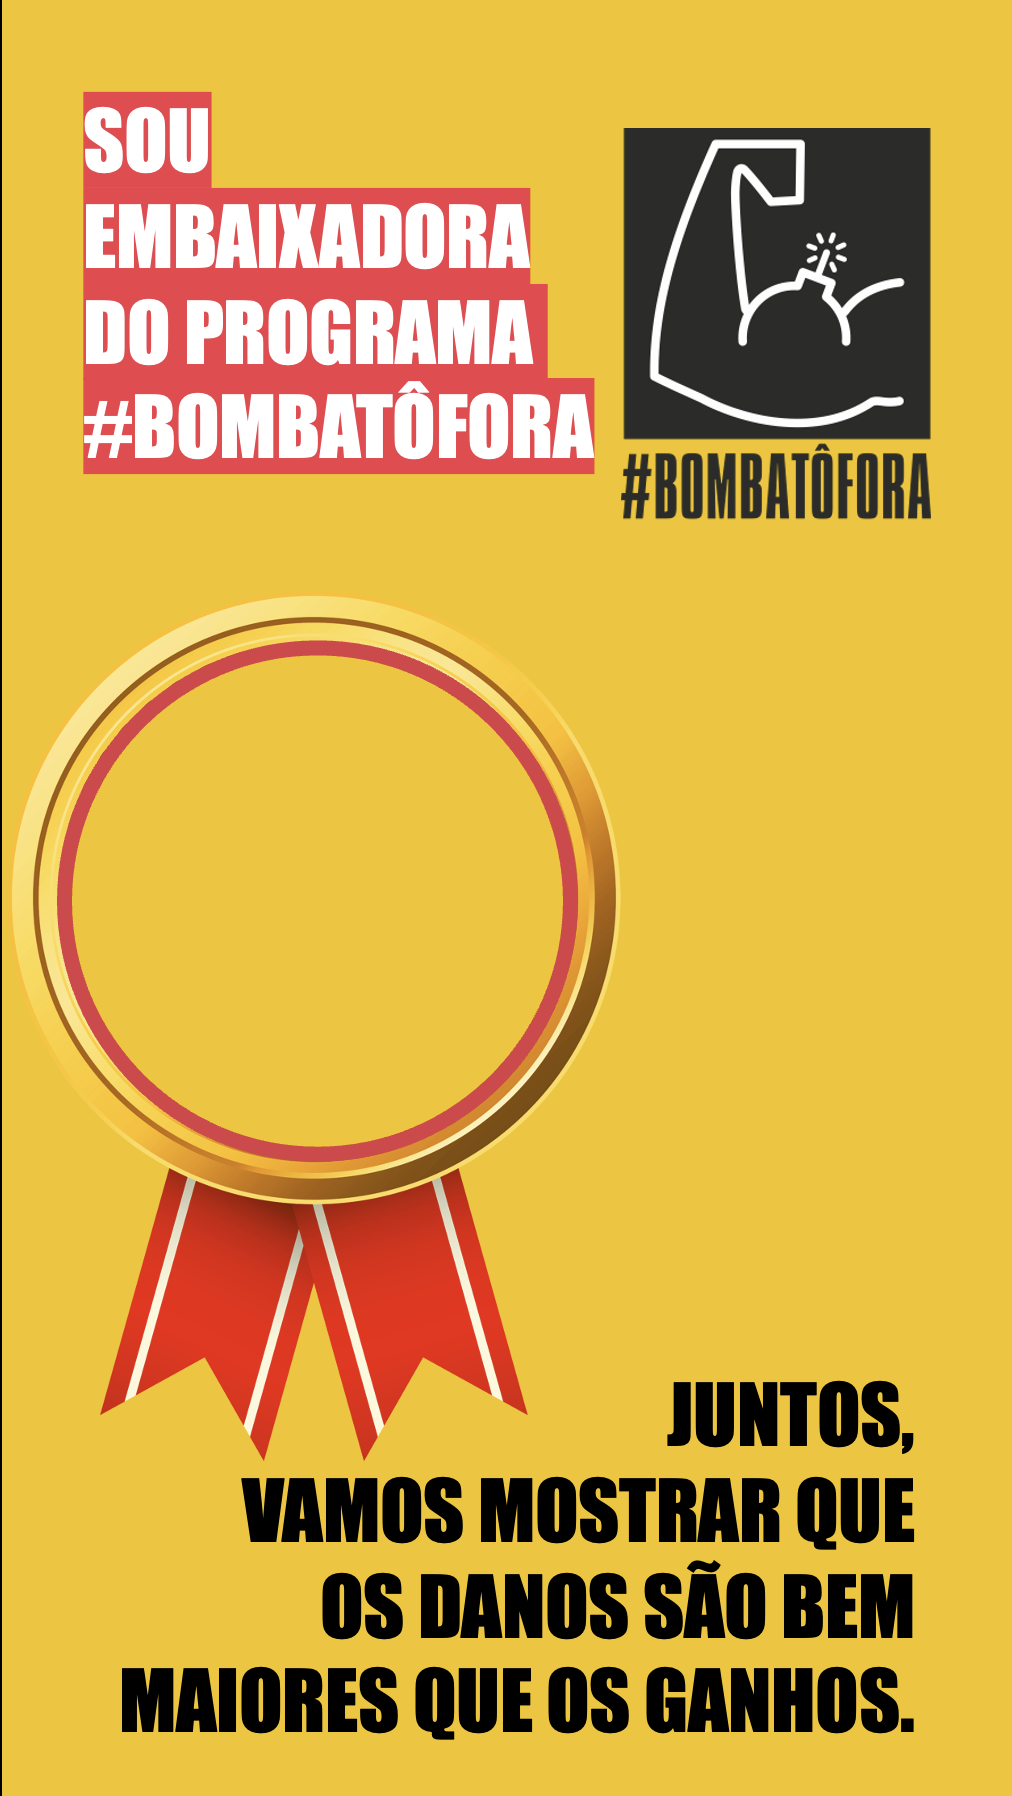 SOU
EMBAIXADORA
DO PROGRAMA
#BOMBATÔFORA
#BOMBATÔFORA
JUNTOS,
VAMOS MOSTRAR QUE
OS DANOS SÃO BEM
MAIORES QUE OS GANHOS.